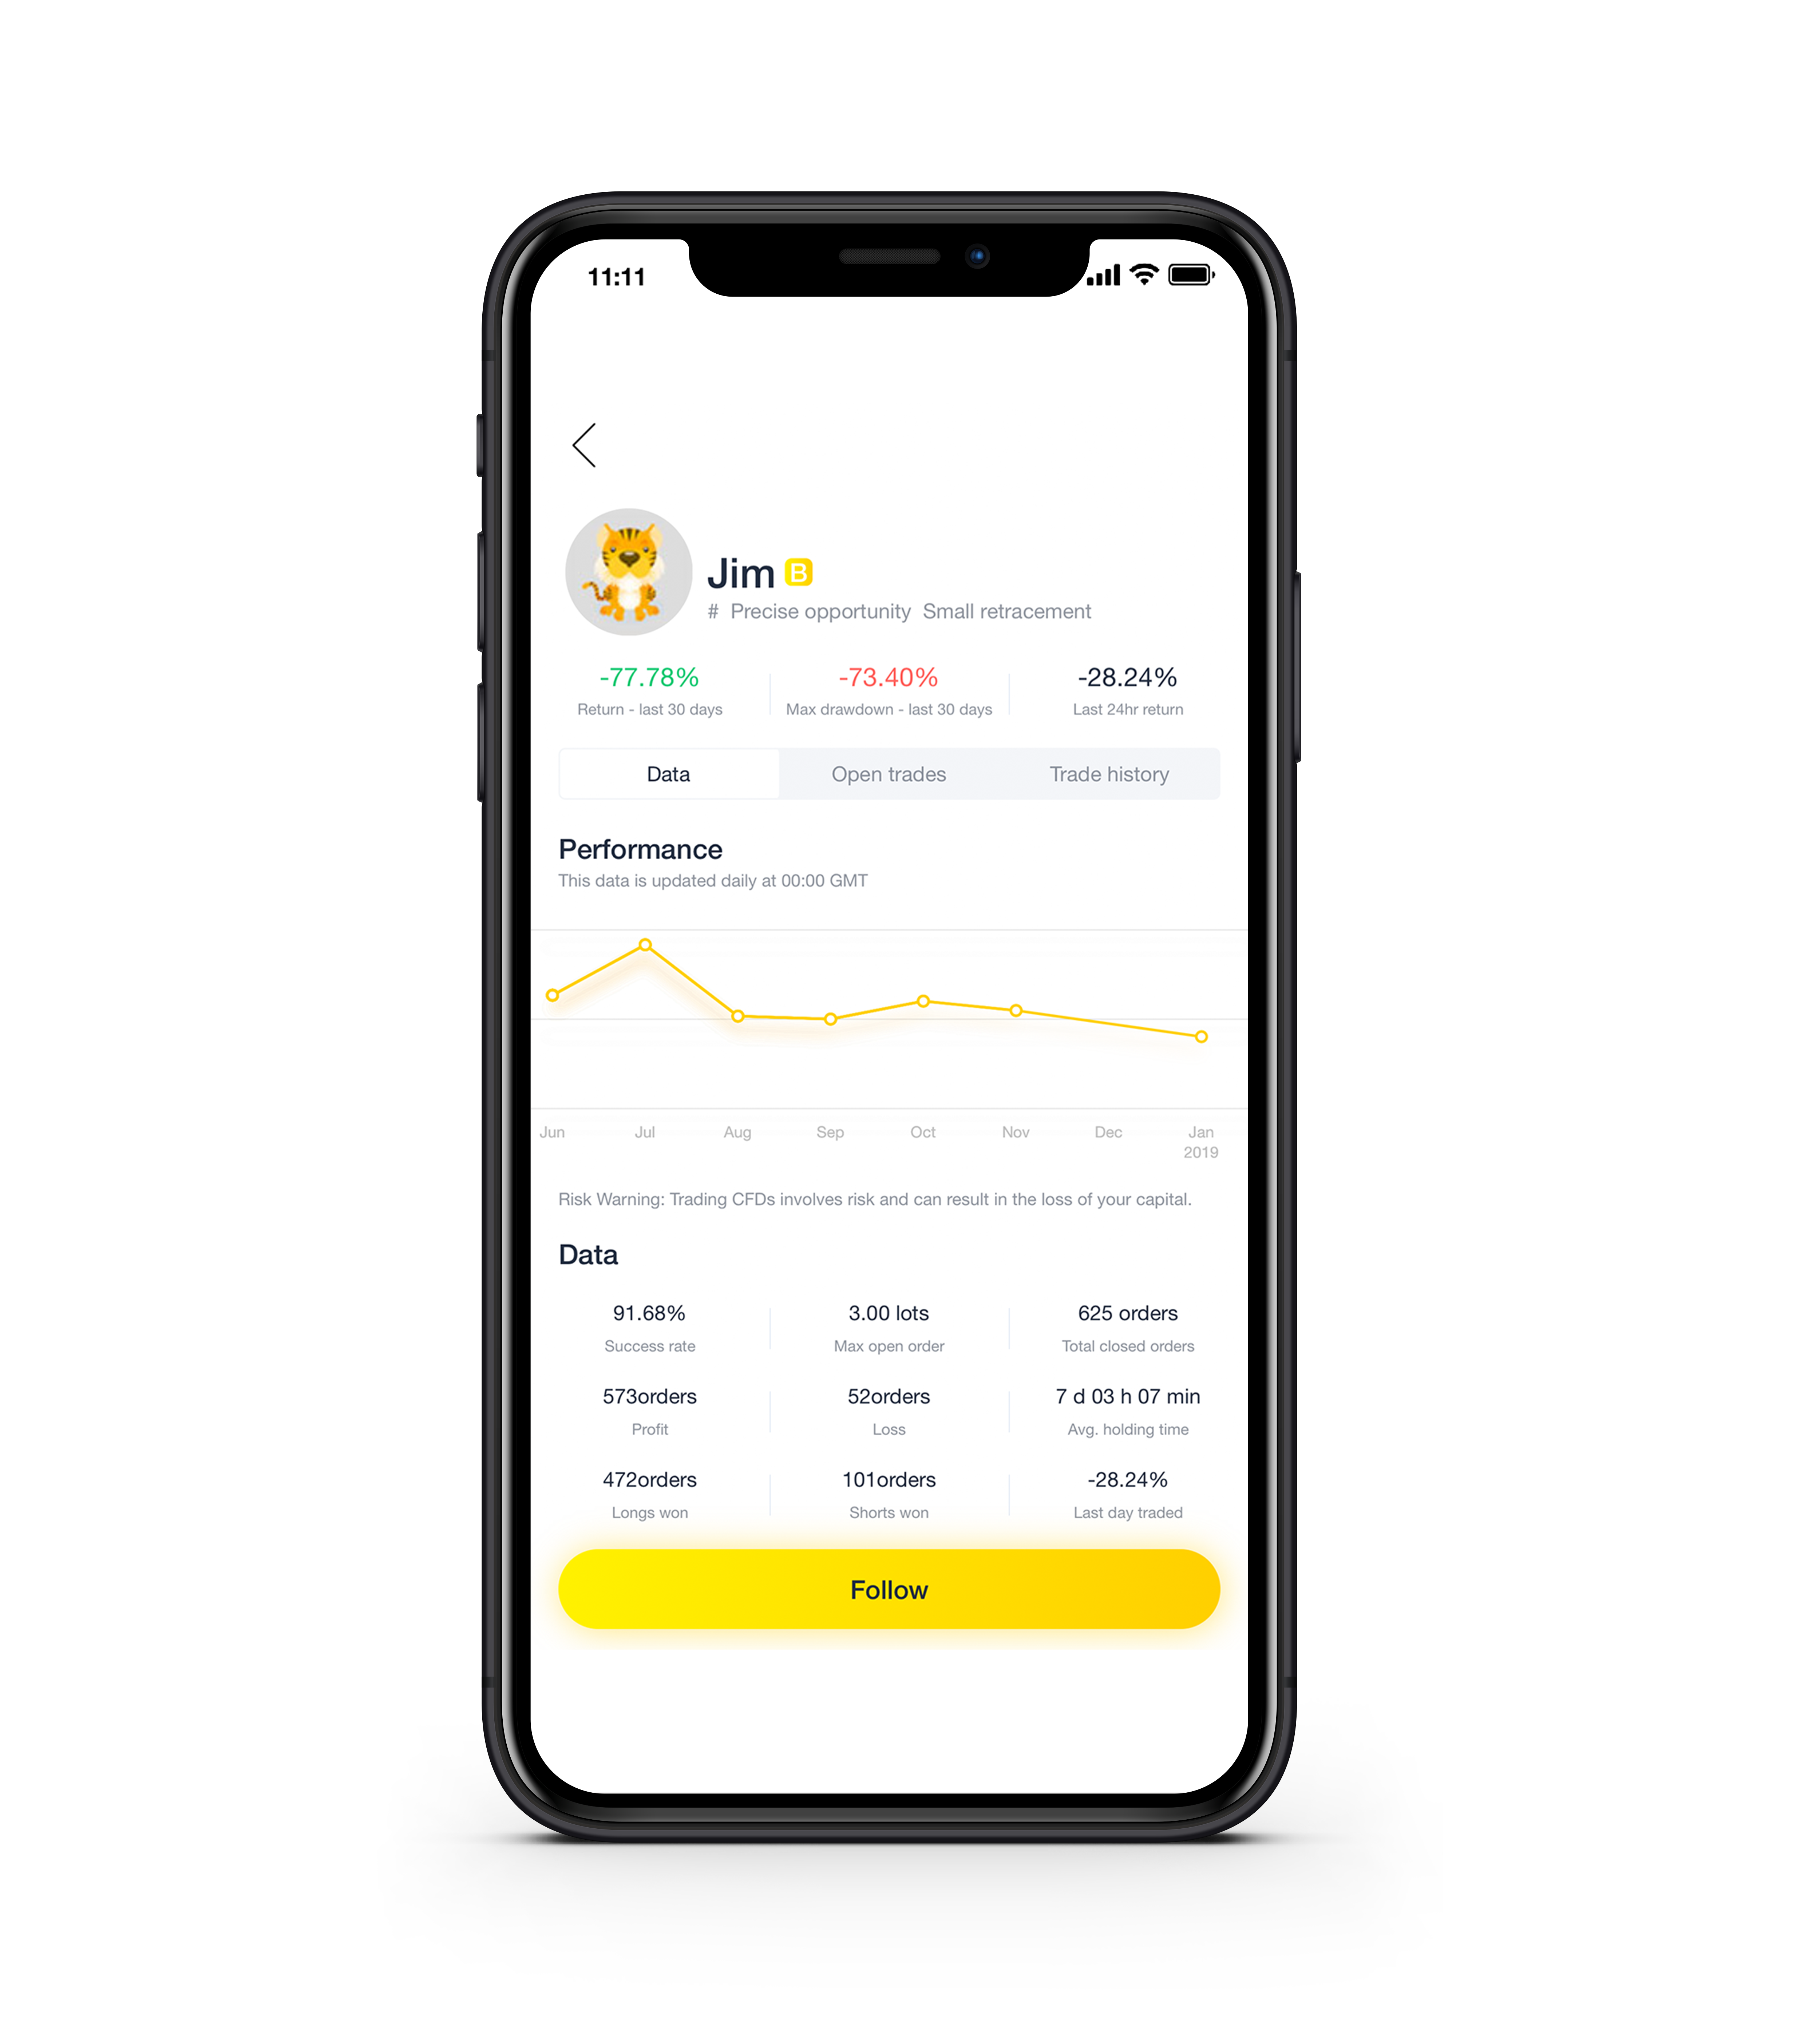 11:11
Jim B
# Precise opportunity Small retracement
-77.78% -73.40% -28.24%
Return - last 30 days Max drawdown - last 30 days Last 24hr return
Data Open trades Trade history
Performance
This data is updated daily at 00:00 GMT
Jun Jul Aug Sep Oct Nov Dec Jan
2019
Risk Warning: Trading CFDs involves risk and can result in the loss of your capital.
Data
91.68% 3.00 lots 625 orders
Success rate Max open order Total closed orders
573orders 52orders 7 d 03 h 07 min
Profit Loss Avg. holding time
472orders 101orders -28.24%
Longs won Shorts won Last day traded
Follow